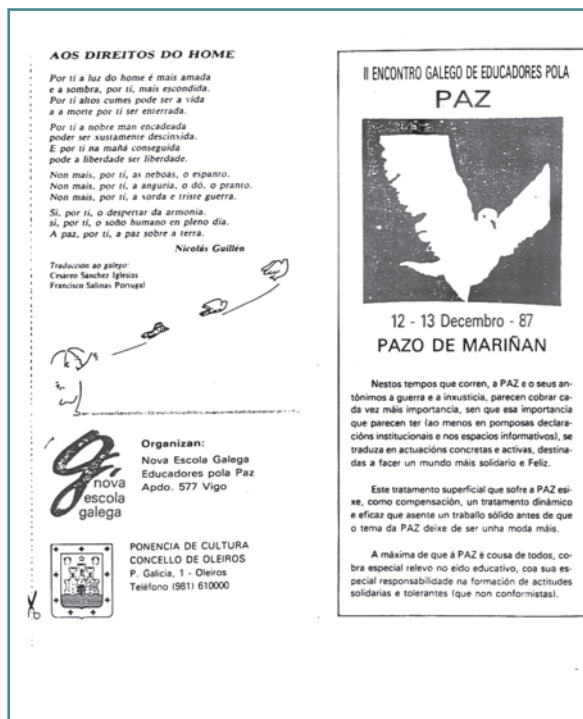 AOS DIREITOS DO HOME
Por ti a luz do home é mais amada
e a sombra, por ti, mais escondida.
Por ti altos cumes pode ser a vida
a a morte por ti ser enterrada.
Por ti a nobre man encadeada
poder ser xustamente descinxida.
E por ti na mañá conseguida
pode a liberdade ser liberdade.
Non mais, por ti, as neboas, o espanto.
Non mais, por ti, a anguria, o dó, o pranto.
Non mais, por ti, a xorda e triste guerra.
Si, por ti, o despertar da armonia.
si, por ti, o soño humano en pleno dia.
A paz, por ti, a paz sobre a terra.
Nicolás Guillén
Traducción ao galego:
Cesareo Sanchez Iglesias
Francisco Salinas Portugal
nova
escola
galega
Organizan:
Nova Escola Galega
Educadores pola Paz
Apdo. 577 Vigo
PONENCIA DE CULTURA
CONCELLO DE OLEIROS
P. Galicia, 1 - Oleiros
Teléfono (981) 610000
II ENCONTRO GALEGO DE EDUCADORES POLA
PAZ
12 - 13 Decembro - 87
PAZO DE MARIÑAN
Nestos tempos que corren, a PAZ e o seus an-
tónimos a guerra e a inxusticia, parecen cobrar ca-
da vez máis importancia, sen que esa importancia
que parecen ter (ao menos en pomposas declara-
cións institucionais e nos espacios informativos), se
traduza en actuacións concretas e activas, destina-
das a facer un mundo máis solidario e Feliz.
Este tratamento superficial que sofre a PAZ esi-
xe, como compensación, un tratamento dinámico
e eficaz que asente un traballo sólido antes de que
o tema da PAZ deixe de ser unha moda máis.
A máxima de que á PAZ é cousa de todos, co-
bra especial relevo no eido educativo, coa sua es-
pecial responsabilidade na formación de actitudes
solidarias e tolerantes (que non conformistas).